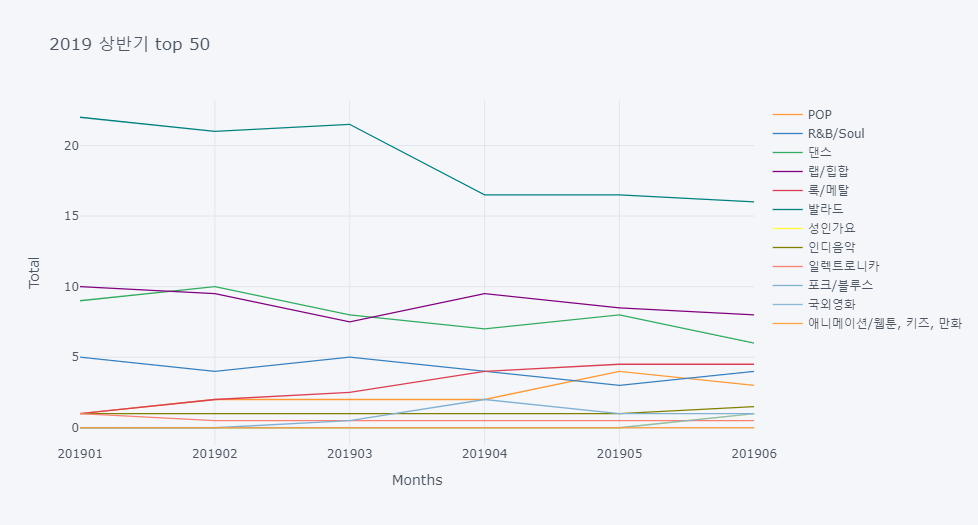 2019 상반기 top 50
Total
20
15
10
5
0
201901 201902 201903 201904 201905 201906
Months
POP
R&B/Soul
댄스
랩/힙합
록/메탈
발라드
성인가요
인디음악
일렉트로니카
포크/블루스
국외영화
애니메이션/웹툰, 키즈, 만화